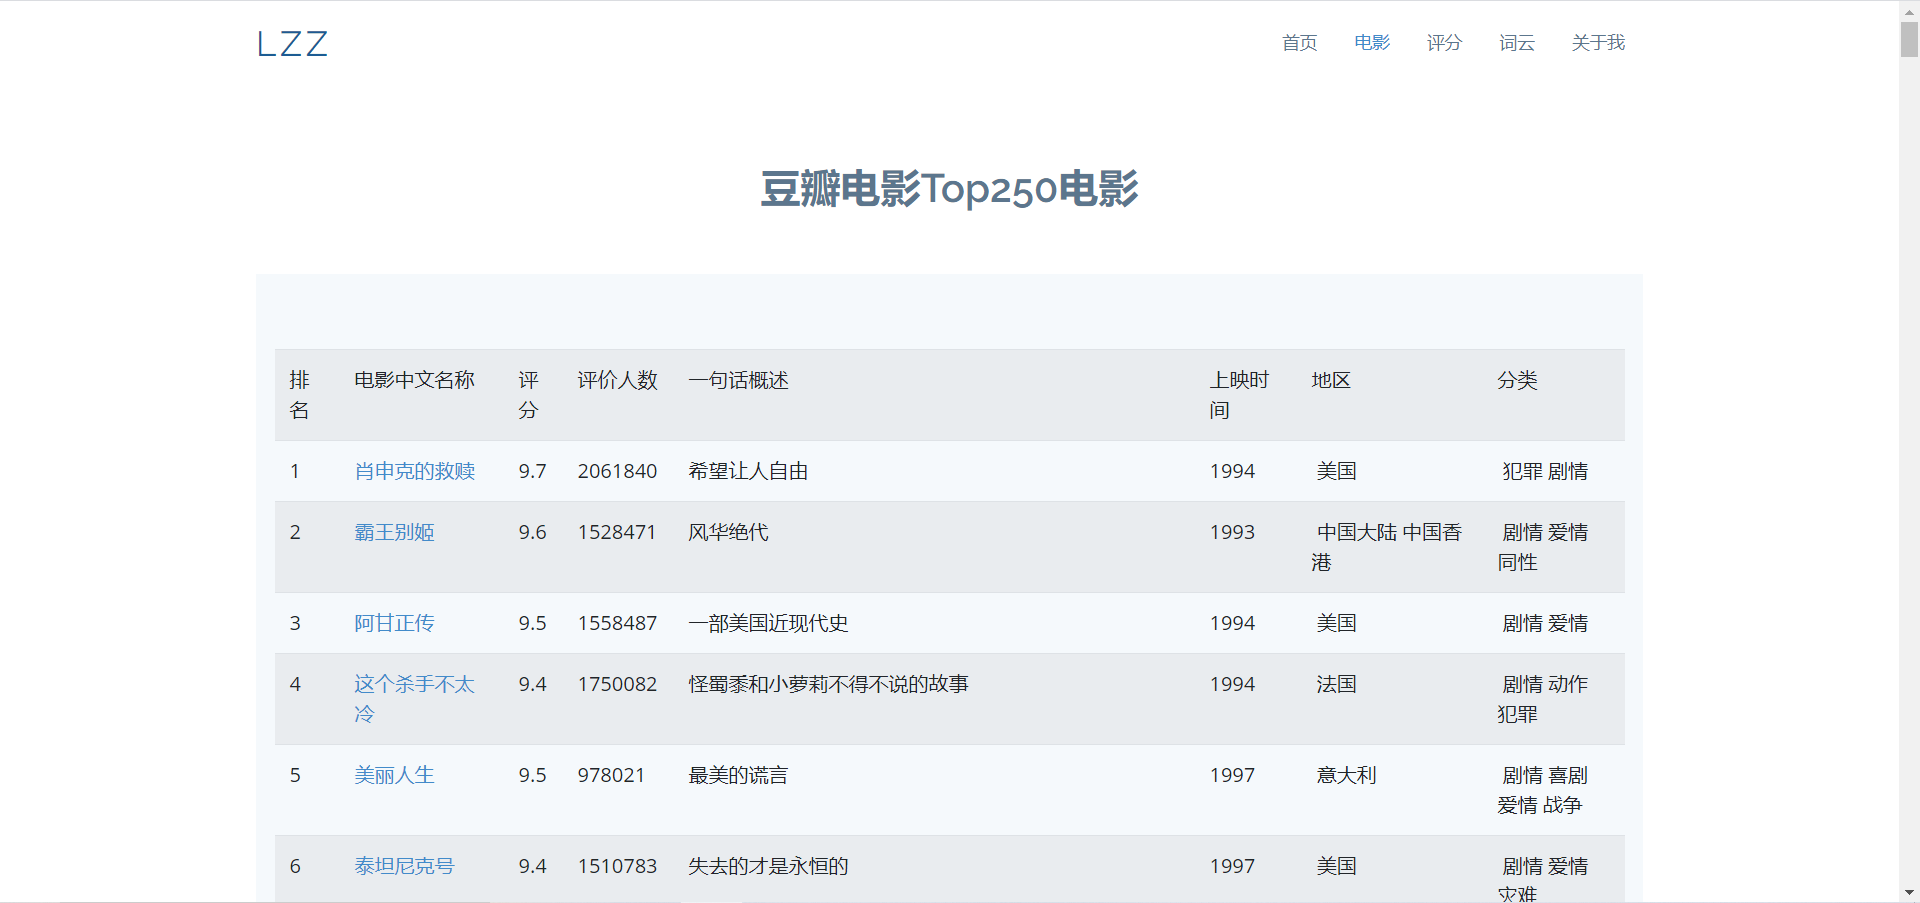 LZZ
首页 电影 评分 词云 关于我
豆瓣电影Top250电影
排名 电影中文名称 评分 评价人数 一句话概述 上映时间 地区 分类
1 肖申克的救赎 9.7 2061840 希望让人自由 1994 美国 犯罪 剧情
2 霸王别姬 9.6 1528471 风华绝代 1993 中国大陆 中国香港 剧情 爱情 同性
3 阿甘正传 9.5 1558487 一部美国近现代史 1994 美国 剧情 爱情
4 这个杀手不太冷 9.4 1750082 怪蜀黍和小萝莉不得不说的故事 1994 法国 剧情 动作 犯罪
5 美丽人生 9.5 978021 最美的谎言 1997 意大利 剧情 喜剧 爱情 战争
6 泰坦尼克号 9.4 1510783 失去的才是永恒的 1997 美国 剧情 爱情 灾难